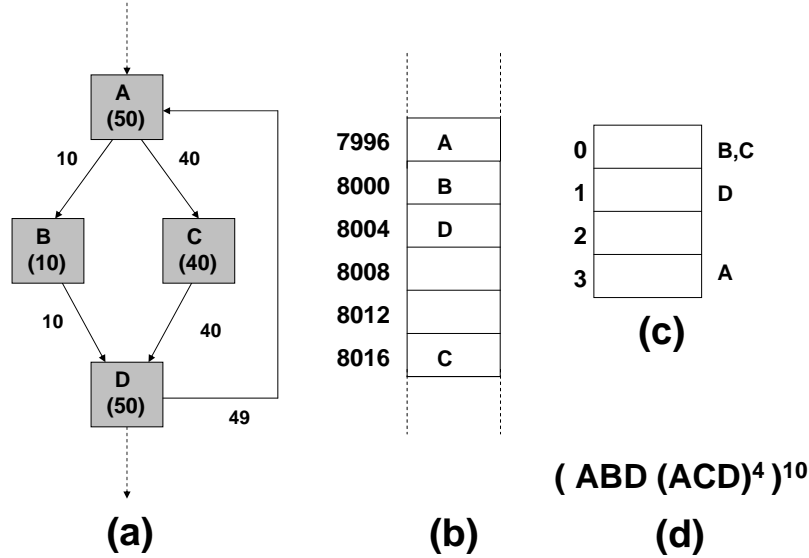 A
(50)
10
40
B
(10)
C
(40)
10
40
D
(50)
49
(a)
7996 A
8000 B
8004 D
8008
8012
8016 C
(b)
0 B,C
1 D
2
3 A
(c)
( ABD (ACD)⁴ )¹⁰
(d)